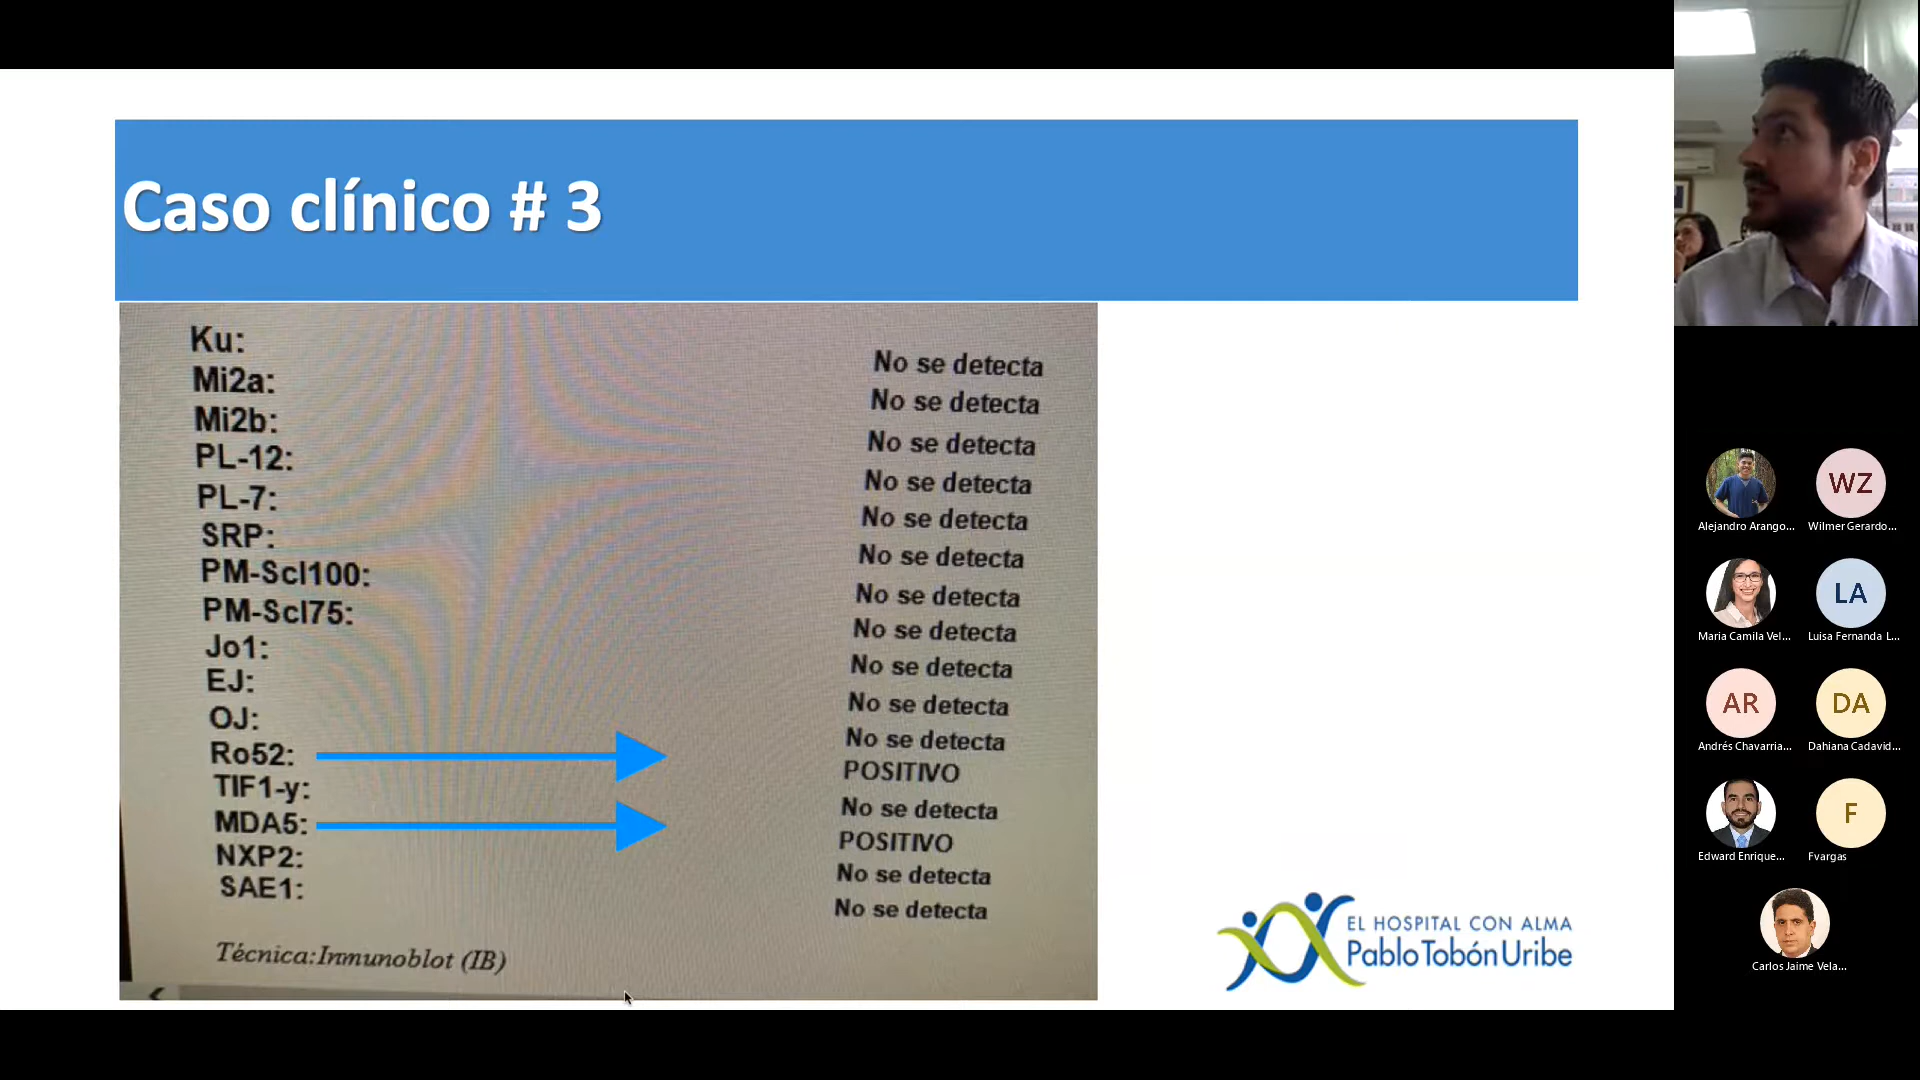 Caso clínico # 3
Ku: No se detecta
Mi2a: No se detecta
Mi2b: No se detecta
PL-12: No se detecta
PL-7: No se detecta
SRP: No se detecta
PM-Scl100: No se detecta
PM-Scl75: No se detecta
Jo1: No se detecta
EJ: No se detecta
OJ: No se detecta
Ro52: POSITIVO
TIF1-y: No se detecta
MDA5: POSITIVO
NXP2: No se detecta
SAE1: No se detecta
Técnica:Inmunoblot (IB)
EL HOSPITAL CON ALMA
Pablo Tobón Uribe
Alejandro Arango...
WZ
Wilmer Gerardo...
Maria Camila Vel...
LA
Luisa Fernanda L...
AR
Andrés Chavarria...
DA
Dahiana Cadavid...
Edward Enrique...
F
Fvargas
Carlos Jaime Vela...